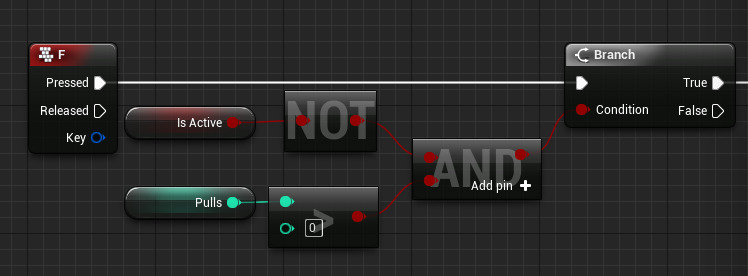 F
Branch
Pressed
True
Released
Condition
False
Key
Is Active
NOT
AND
Add pin
Pulls
>
0